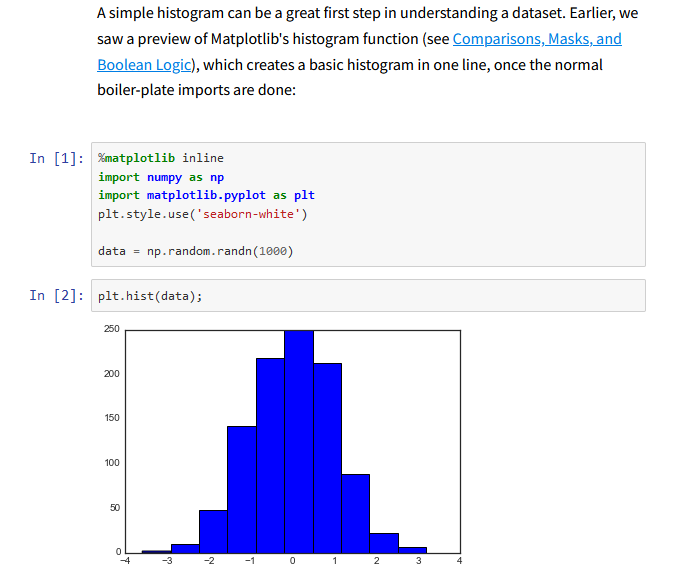 A simple histogram can be a great first step in understanding a dataset. Earlier, we
saw a preview of Matplotlib's histogram function (see Comparisons, Masks, and
Boolean Logic), which creates a basic histogram in one line, once the normal
boiler-plate imports are done:
In [1]:
%matplotlib inline
import numpy as np
import matplotlib.pyplot as plt
plt.style.use('seaborn-white')
data = np.random.randn(1000)
In [2]:
plt.hist(data);
250
200
150
100
50
0
−4 −3 −2 −1 0 1 2 3 4